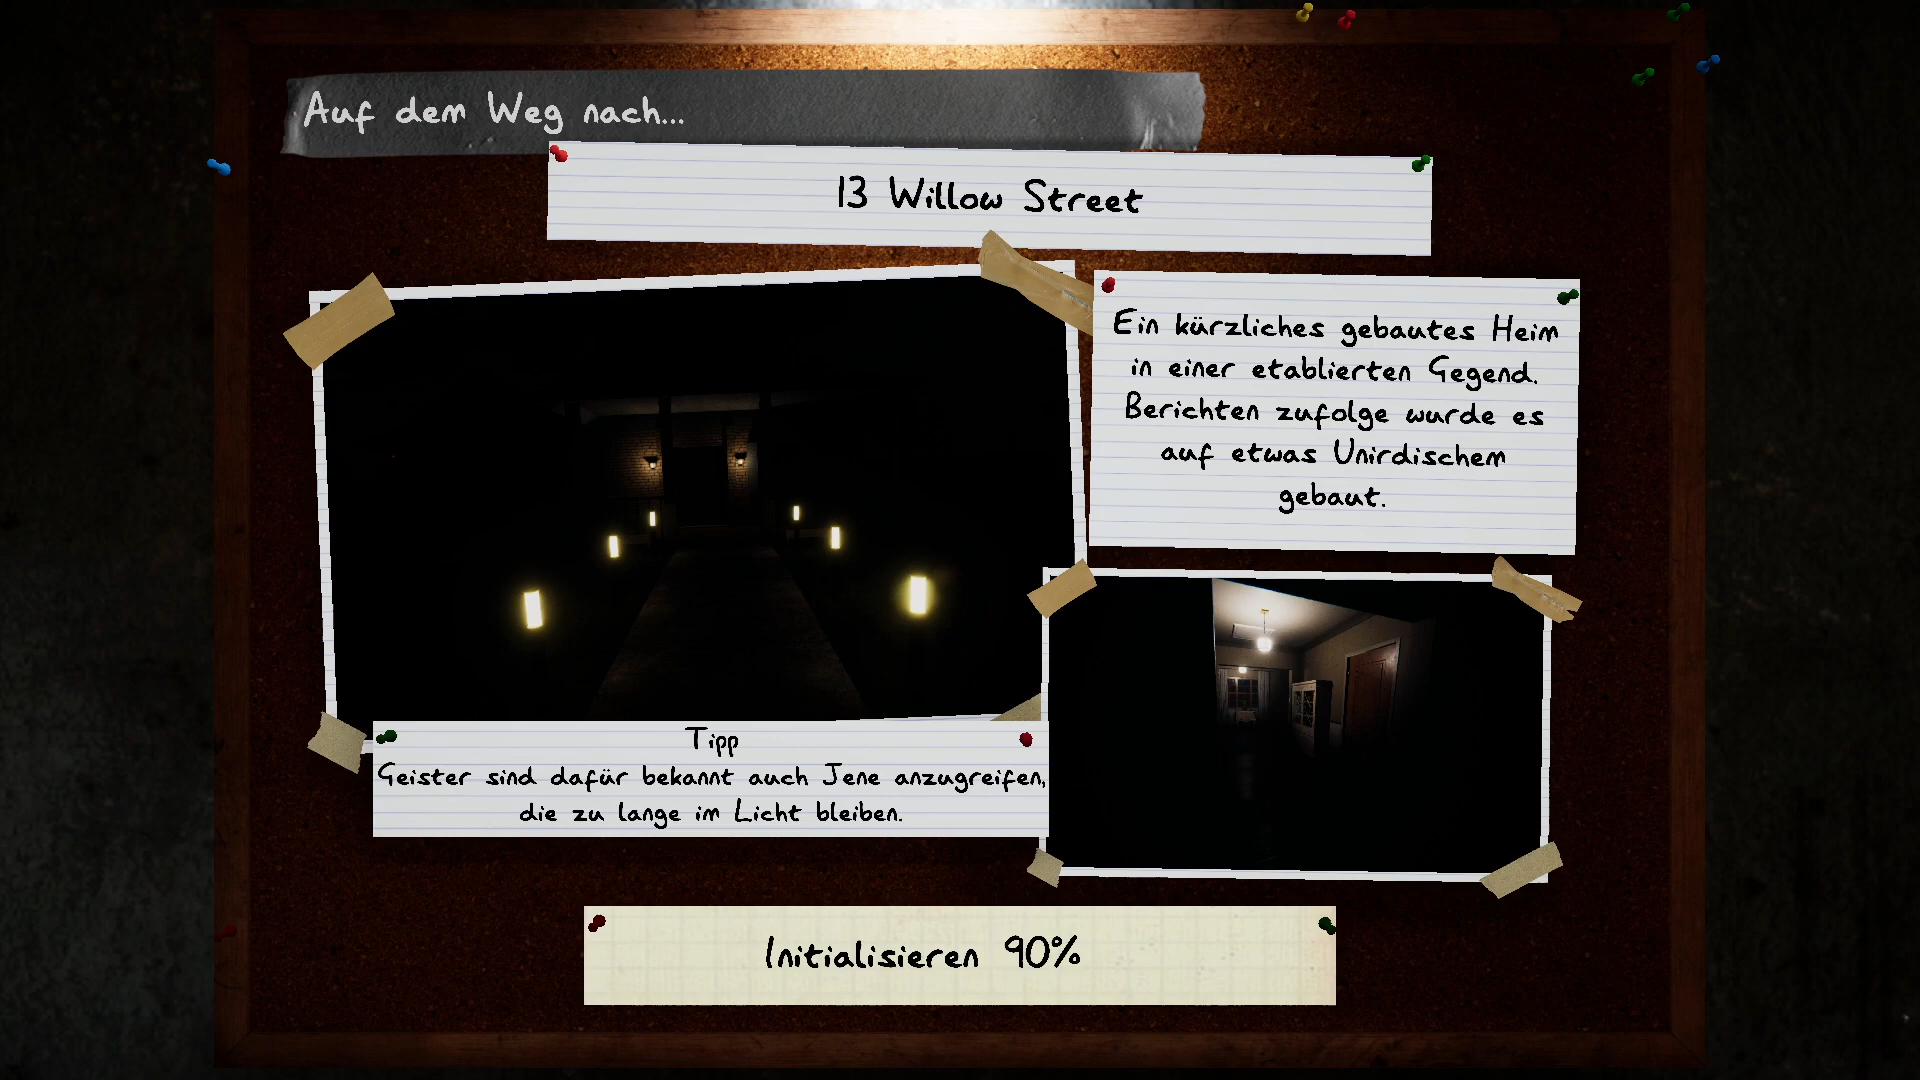 Auf dem Weg nach...
13 Willow Street
Ein kürzliches gebautes Heim
in einer etablierten Gegend.
Berichten zufolge wurde es
auf etwas Unirdischem
gebaut.
Tipp
Geister sind dafür bekannt auch Jene anzugreifen,
die zu lange im Licht bleiben.
Initialisieren 90%